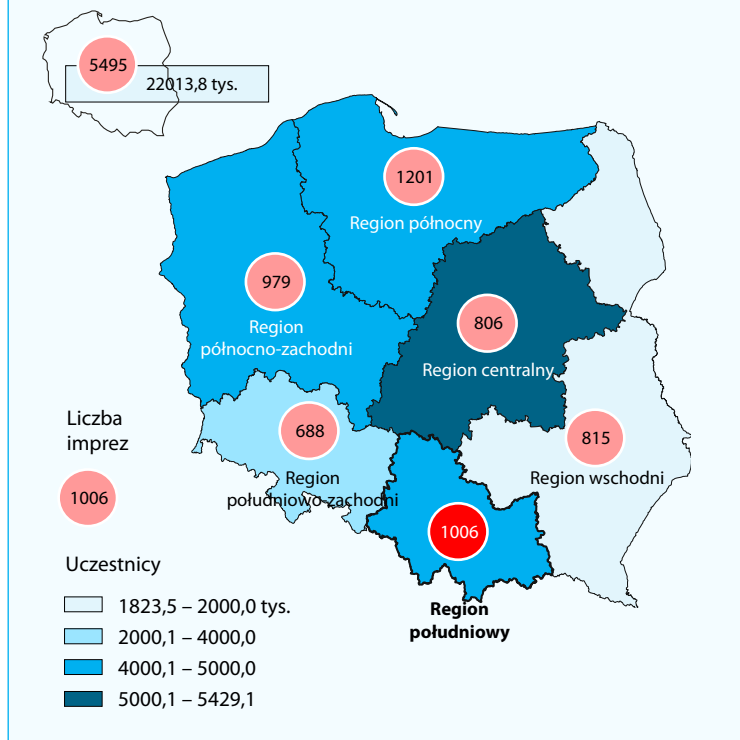 5495
22013,8 tys.
1201
Region północny
979
Region
północno-zachodni
806
Region centralny
688
Region
południowo-zachodni
815
Region wschodni
1006
Region
południowy
Liczba
imprez
1006
Uczestnicy
1823,5 – 2000,0 tys.
2000,1 – 4000,0
4000,1 – 5000,0
5000,1 – 5429,1